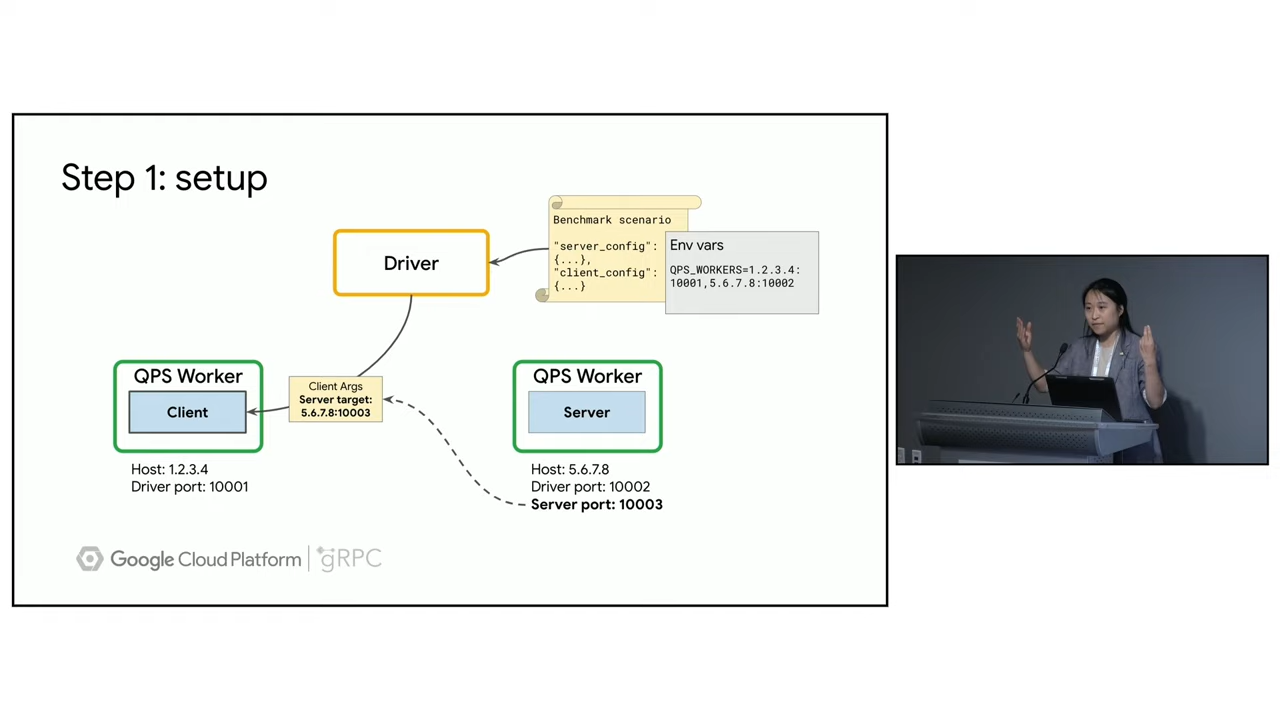 Step 1: setup
Driver
Benchmark scenario
"server_config":
{...},
"client_config":
{...}
Env vars
QPS_WORKERS=1.2.3.4:
10001,5.6.7.8:10002
QPS Worker
Client
Host: 1.2.3.4
Driver port: 10001
Client Args
Server target:
5.6.7.8:10003
QPS Worker
Server
Host: 5.6.7.8
Driver port: 10002
Server port: 10003
Google Cloud Platform
gRPC